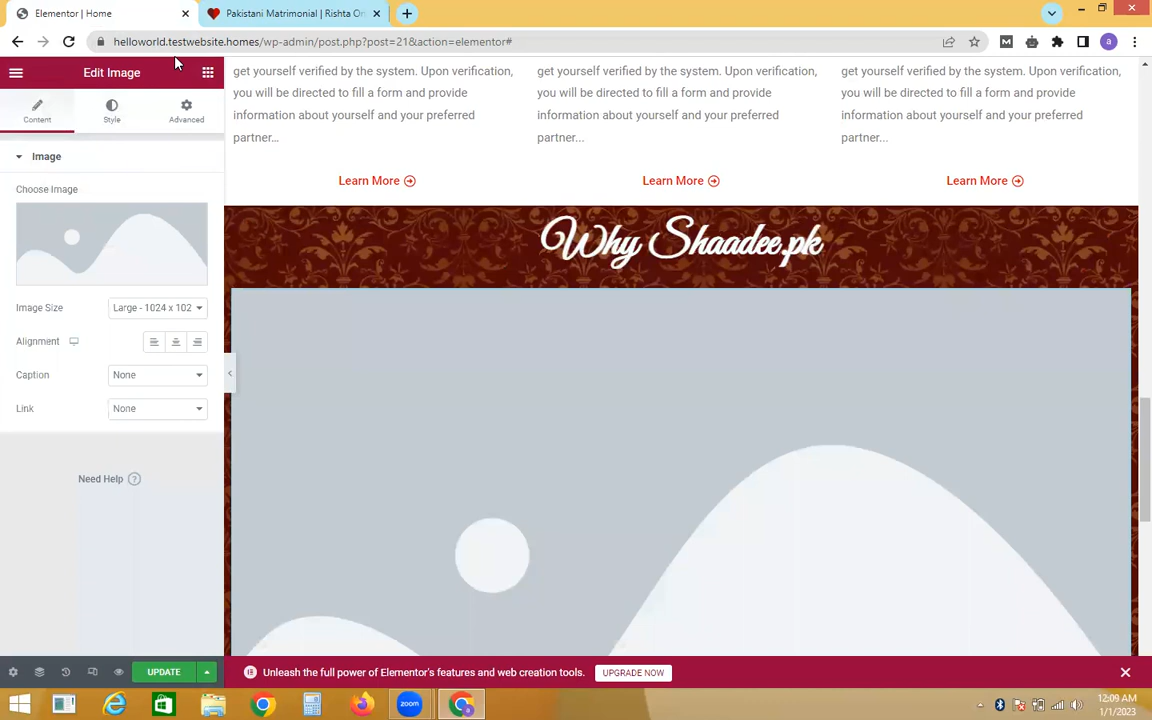 Elementor | Home
Pakistani Matrimonial | Rishta On
helloworld.testwebsite.homes/wp-admin/post.php?post=21&action=elementor#
M
a
Edit Image
Content
Style
Advanced
Image
Choose Image
Image Size
Large - 1024 x 102
Alignment
Caption
None
Link
None
Need Help ?
UPDATE
get yourself verified by the system. Upon verification,
you will be directed to fill a form and provide
information about yourself and your preferred
partner...
Learn More
get yourself verified by the system. Upon verification,
you will be directed to fill a form and provide
information about yourself and your preferred
partner...
Learn More
get yourself verified by the system. Upon verification,
you will be directed to fill a form and provide
information about yourself and your preferred
partner...
Learn More
Why Shaadee.pk
Unleash the full power of Elementor's features and web creation tools.
UPGRADE NOW
zoom
12:09 AM
1/1/2023